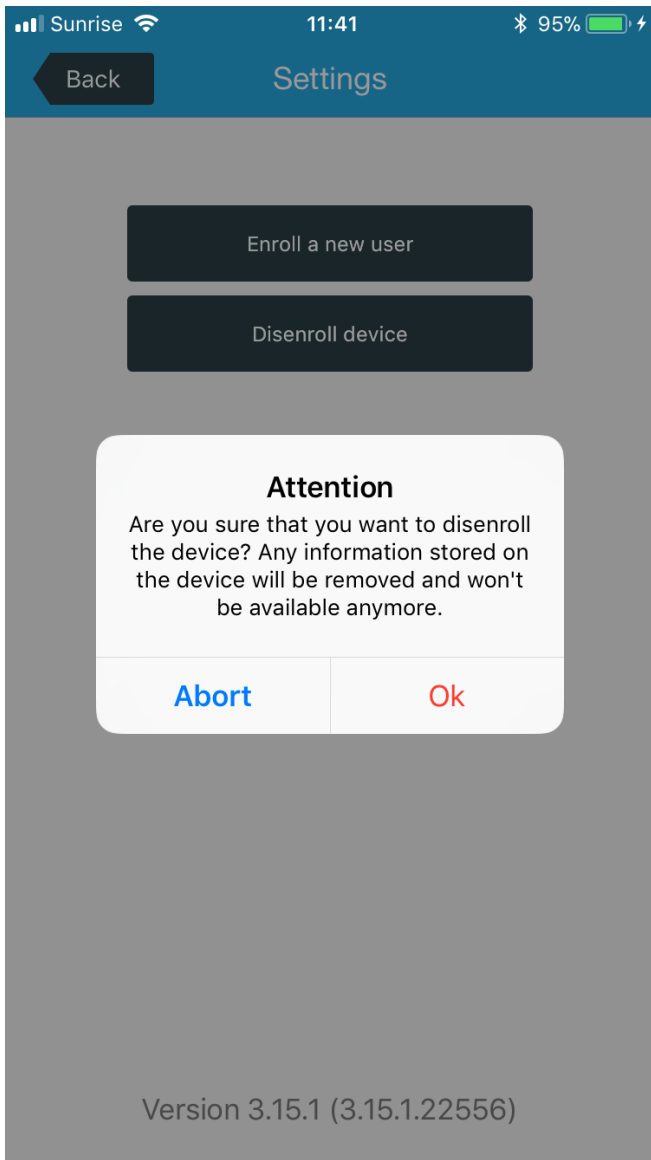 Sunrise 11:41 95%
Back Settings
Enroll a new user
Disenroll device
Attention
Are you sure that you want to disenroll
the device? Any information stored on
the device will be removed and won't
be available anymore.
Abort Ok
Version 3.15.1 (3.15.1.22556)